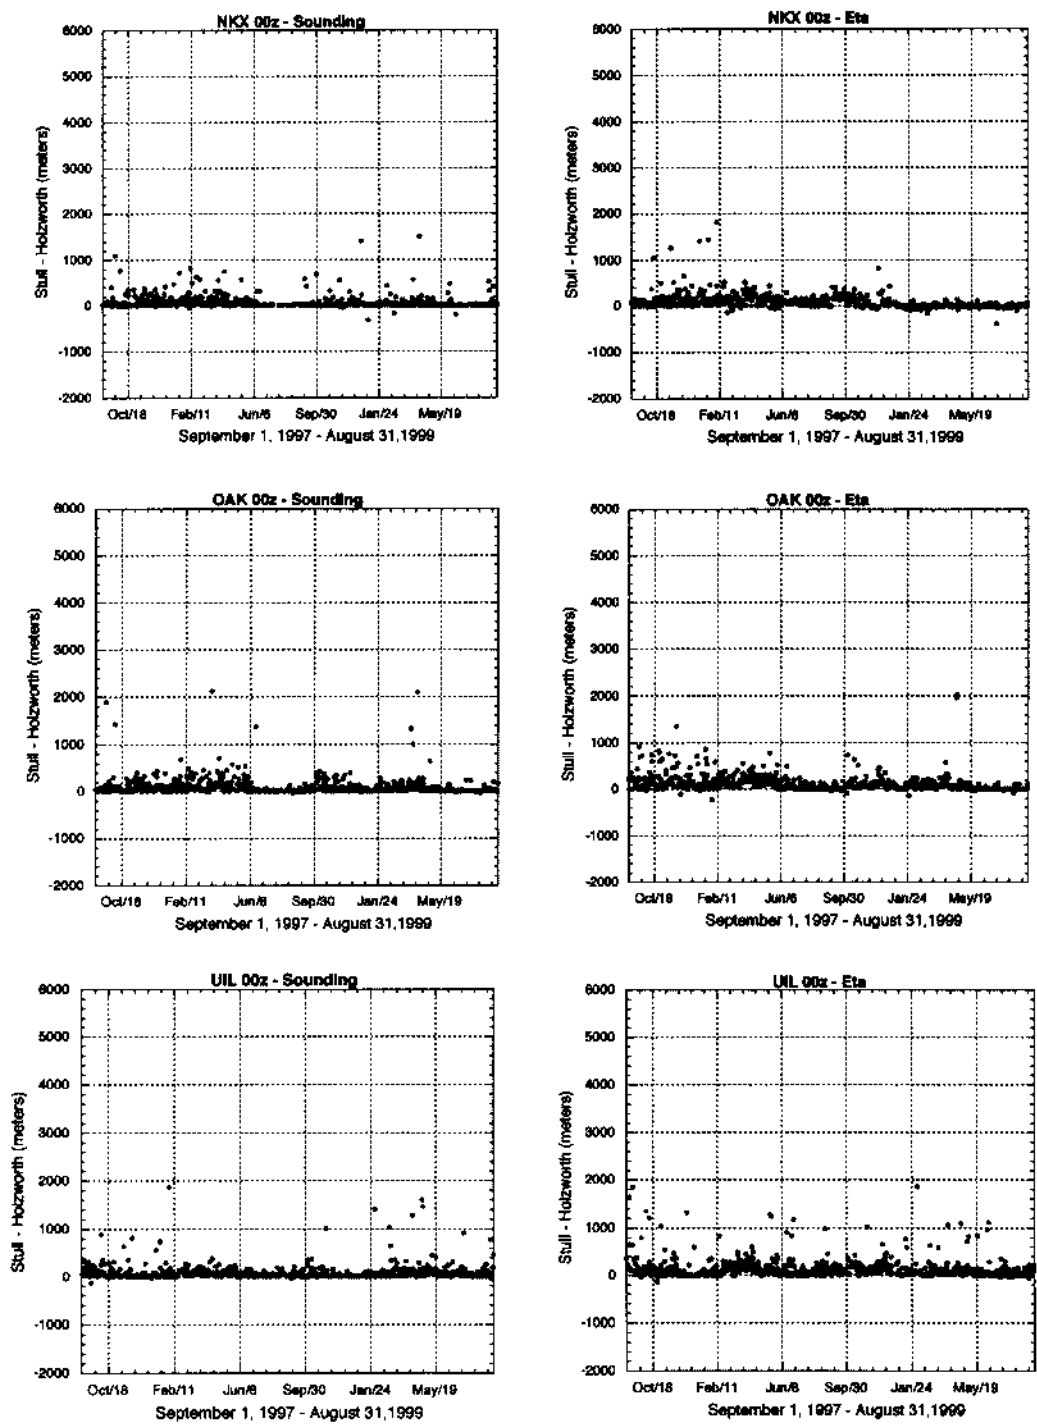 NKX 00z - Sounding
6000
5000
4000
3000
2000
1000
0
-1000
-2000
Stull - Holzworth (meters)
Oct/18 Feb/11 Jun/6 Sep/30 Jan/24 May/19
September 1, 1997 - August 31,1999
NKX 00z - Eta
6000
5000
4000
3000
2000
1000
0
-1000
-2000
Stull - Holzworth (meters)
Oct/18 Feb/11 Jun/6 Sep/30 Jan/24 May/19
September 1, 1997 - August 31,1999
OAK 00z - Sounding
6000
5000
4000
3000
2000
1000
0
-1000
-2000
Stull - Holzworth (meters)
Oct/18 Feb/11 Jun/6 Sep/30 Jan/24 May/19
September 1, 1997 - August 31,1999
OAK 00z - Eta
6000
5000
4000
3000
2000
1000
0
-1000
-2000
Stull - Holzworth (meters)
Oct/18 Feb/11 Jun/6 Sep/30 Jan/24 May/19
September 1, 1997 - August 31,1999
UIL 00z - Sounding
6000
5000
4000
3000
2000
1000
0
-1000
-2000
Stull - Holzworth (meters)
Oct/18 Feb/11 Jun/6 Sep/30 Jan/24 May/19
September 1, 1997 - August 31,1999
UIL 00z - Eta
6000
5000
4000
3000
2000
1000
0
-1000
-2000
Stull - Holzworth (meters)
Oct/18 Feb/11 Jun/6 Sep/30 Jan/24 May/19
September 1, 1997 - August 31,1999